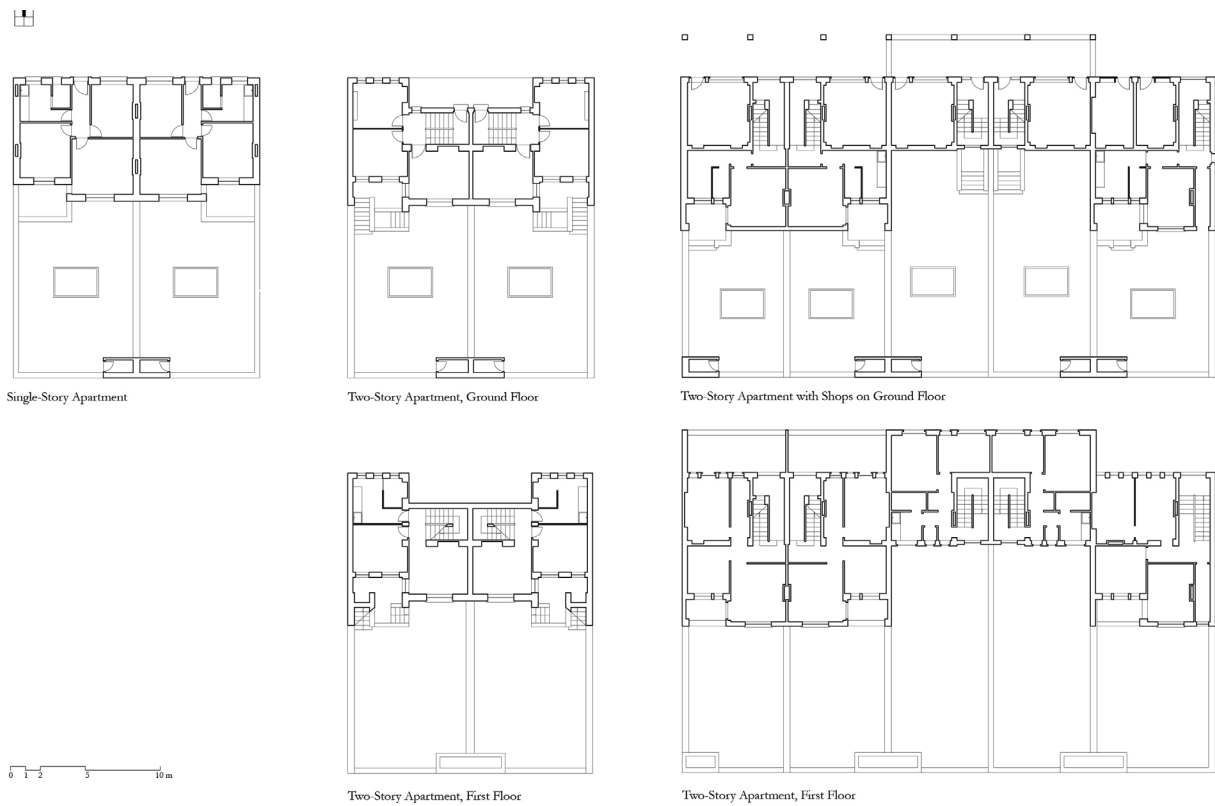 Single-Story Apartment
Two-Story Apartment, Ground Floor
Two-Story Apartment with Shops on Ground Floor
0 1 2 5 10 m
Two-Story Apartment, First Floor
Two-Story Apartment, First Floor